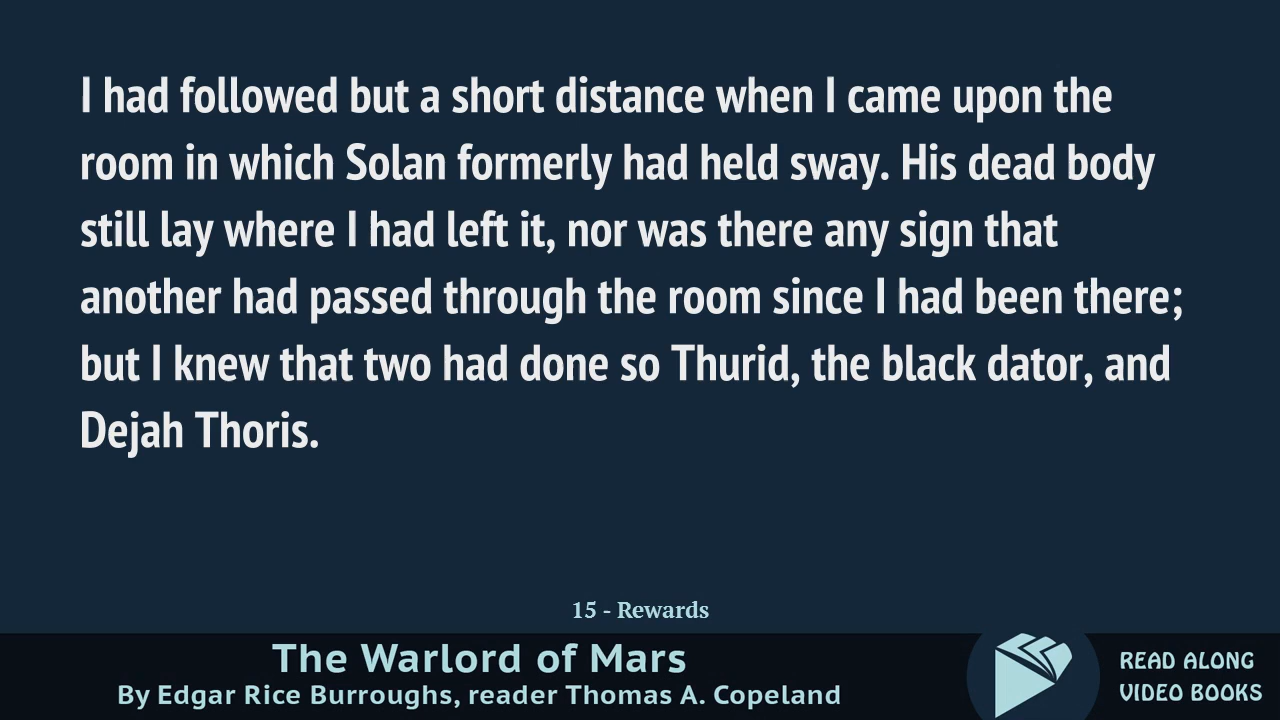 I had followed but a short distance when I came upon the
room in which Solan formerly had held sway. His dead body
still lay where I had left it, nor was there any sign that
another had passed through the room since I had been there;
but I knew that two had done so Thurid, the black dator, and
Dejah Thoris.
15 - Rewards
The Warlord of Mars
By Edgar Rice Burroughs, reader Thomas A. Copeland
READ ALONG
VIDEO BOOKS